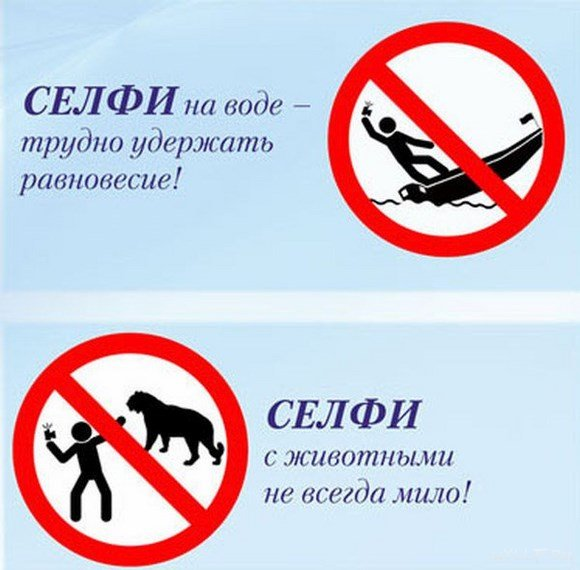 СЕЛФИ на воде –
трудно удержать
равновесие!
СЕЛФИ
с животными
не всегда мило!